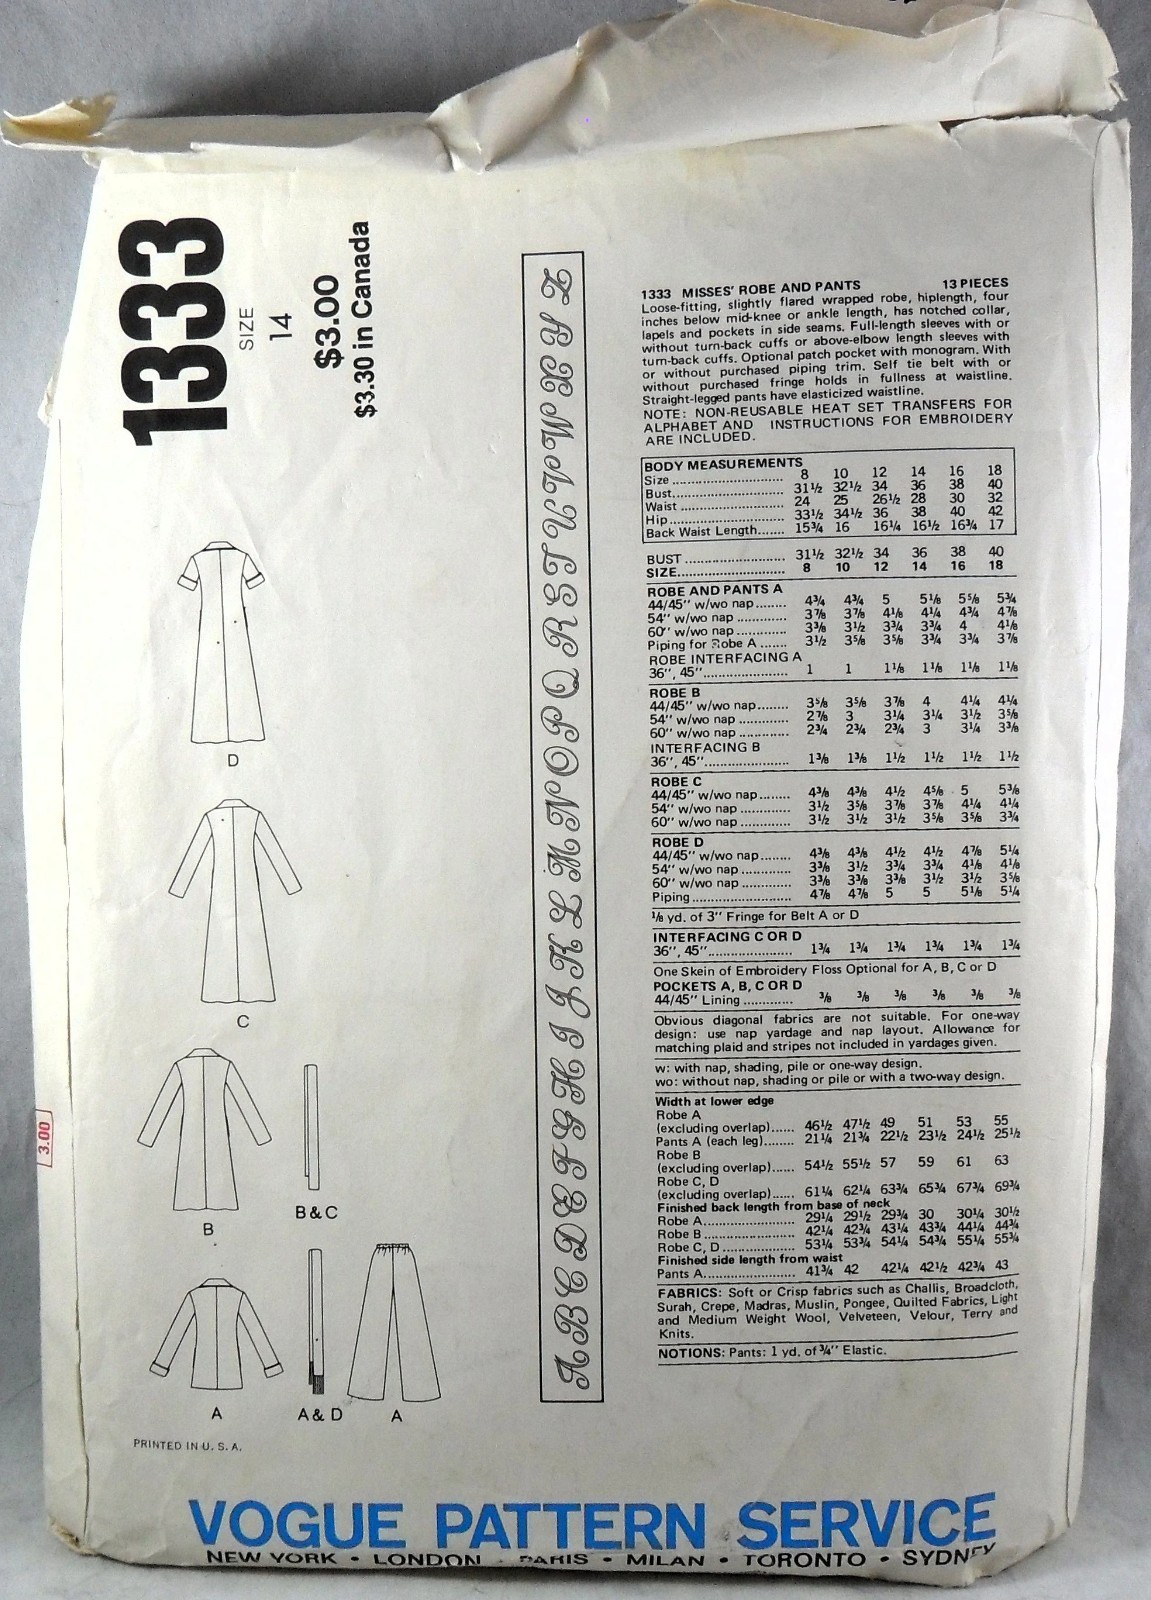 1333
SIZE
14
$3.00
$3.30 in Canada
D
C
B
B & C
A
A & D
A
PRINTED IN U. S. A.
3.00
A B C D E F G H I J K L M N O P Q R S T U V W X Y Z
1333 MISSES' ROBE AND PANTS 13 PIECES
Loose-fitting, slightly flared wrapped robe, hiplength, four
inches below mid-knee or ankle length, has notched collar,
lapels and pockets in side seams. Full-length sleeves with or
without turn-back cuffs or above-elbow length sleeves with
turn-back cuffs. Optional patch pocket with monogram. With
or without purchased piping trim. Self tie belt with or
without purchased fringe holds in fullness at waistline.
Straight-legged pants have elasticized waistline.
NOTE: NON-REUSABLE HEAT SET TRANSFERS FOR
ALPHABET AND INSTRUCTIONS FOR EMBROIDERY
ARE INCLUDED.
BODY MEASUREMENTS
Size 8 10 12 14 16 18
Bust 31½ 32½ 34 36 38 40
Waist 24 25 26½ 28 30 32
Hip 33½ 34½ 36 38 40 42
Back Waist Length 15¾ 16 16¼ 16½ 16¾ 17
BUST 31½ 32½ 34 36 38 40
SIZE 8 10 12 14 16 18
ROBE AND PANTS A
44/45" w/wo nap 4¾ 4¾ 5 5⅛ 5⅝ 5¾
54" w/wo nap 3⅞ 3⅞ 4⅛ 4¼ 4¾ 4⅞
60" w/wo nap 3⅜ 3½ 3¾ 3¾ 4 4⅛
Piping for Robe A 3½ 3⅝ 3⅝ 3¾ 3¾ 3⅞
ROBE INTERFACING A
36", 45" 1 1 1⅛ 1⅛ 1⅛ 1⅛
ROBE B
44/45" w/wo nap 3⅝ 3⅝ 3⅞ 4 4¼ 4¼
54" w/wo nap 2⅞ 3 3¼ 3¼ 3½ 3⅝
60" w/wo nap 2¾ 2¾ 2¾ 3 3¼ 3⅜
INTERFACING B
36", 45" 1⅜ 1⅜ 1½ 1½ 1½ 1½
ROBE C
44/45" w/wo nap 4⅜ 4⅜ 4½ 4⅝ 5 5⅜
54" w/wo nap 3½ 3⅝ 3⅞ 3⅞ 4¼ 4¼
60" w/wo nap 3½ 3½ 3½ 3⅝ 3⅝ 3¾
ROBE D
44/45" w/wo nap 4⅜ 4⅜ 4½ 4½ 4⅞ 5¼
54" w/wo nap 3⅜ 3½ 3¾ 3¾ 4⅛ 4⅛
60" w/wo nap 3⅜ 3⅜ 3⅜ 3½ 3½ 3⅝
Piping 4⅞ 4⅞ 5 5 5⅛ 5¼
⅛ yd. of 3" Fringe for Belt A or D
INTERFACING C OR D
36", 45" 1¾ 1¾ 1¾ 1¾ 1¾ 1¾
One Skein of Embroidery Floss Optional for A, B, C or D
POCKETS A, B, C OR D
44/45" Lining ⅜ ⅜ ⅜ ⅜ ⅜ ⅜
Obvious diagonal fabrics are not suitable. For one-way
design: use nap yardage and nap layout. Allowance for
matching plaid and stripes not included in yardages given.
w: with nap, shading, pile or one-way design.
wo: without nap, shading or pile or with a two-way design.
Width at lower edge
Robe A
(excluding overlap) 46½ 47½ 49 51 53 55
Pants A (each leg) 21¼ 21¾ 22½ 23½ 24½ 25½
Robe B
(excluding overlap) 54½ 55½ 57 59 61 63
Robe C, D
(excluding overlap) 61¼ 62¼ 63¾ 65¾ 67¾ 69¾
Finished back length from base of neck
Robe A 29¼ 29½ 29¾ 30 30¼ 30½
Robe B 42¼ 42¾ 43¼ 43¾ 44¼ 44¾
Robe C, D 53¼ 53¾ 54¼ 54¾ 55¼ 55¾
Finished side length from waist
Pants A 41¾ 42 42¼ 42½ 42¾ 43
FABRICS: Soft or Crisp fabrics such as Challis, Broadcloth,
Surah, Crepe, Madras, Muslin, Pongee, Quilted Fabrics, Light
and Medium Weight Wool, Velveteen, Velour, Terry and
Knits.
NOTIONS: Pants: 1 yd. of ¾" Elastic.
VOGUE PATTERN SERVICE
NEW YORK • LONDON • PARIS • MILAN • TORONTO • SYDNEY